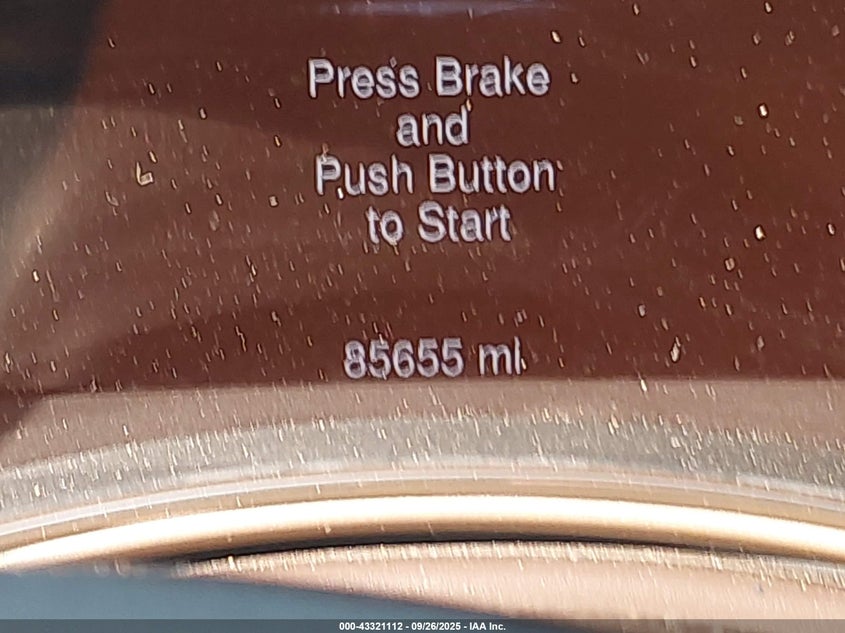 Press Brake
and
Push Button
to Start
85655 mi
000-43321112 - 09/26/2025 - IAA Inc.